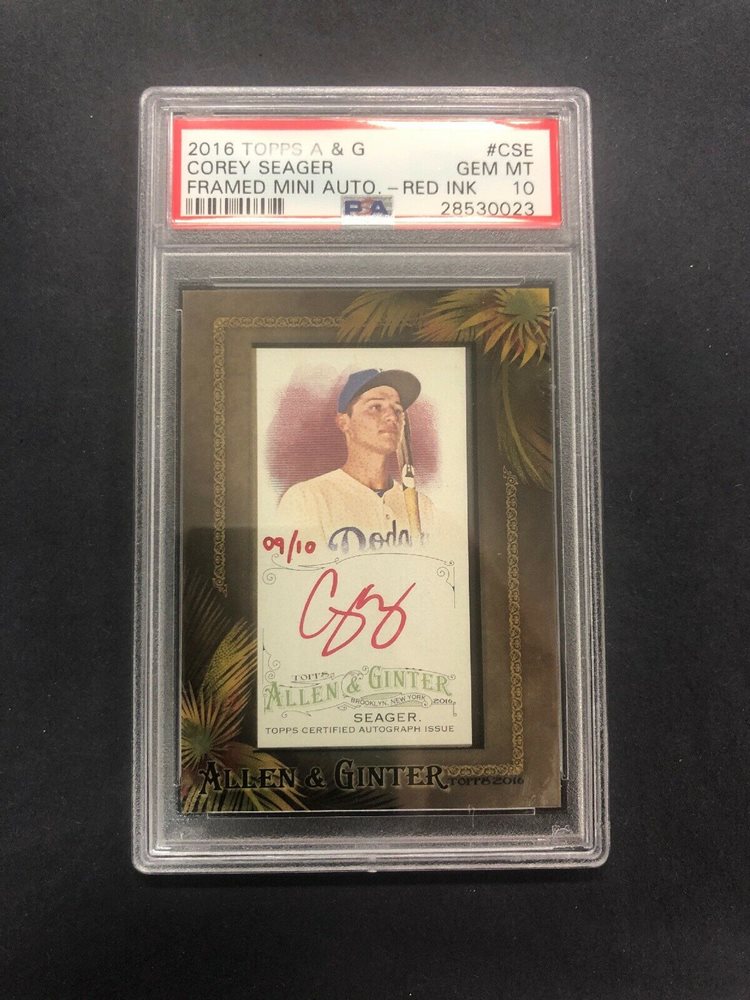 2016 TOPPS A & G #CSE
COREY SEAGER GEM MT
FRAMED MINI AUTO. -RED INK 10
PSA 28530023
09/10
TOPPS
ALLEN & GINTER
BROOKLYN, NEW YORK
2016
SEAGER.
TOPPS CERTIFIED AUTOGRAPH ISSUE
ALLEN & GINTER TOPPS 2016